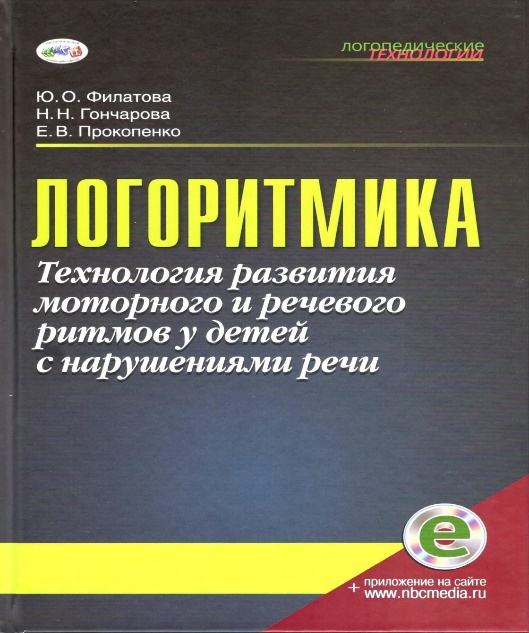 ЛОГОПЕДИЧЕСКИЕ
ТЕХНОЛОГИИ
Ю. О. Филатова
Н. Н. Гончарова
Е. В. Прокопенко
ЛОГОРИТМИКА
Технология развития
моторного и речевого
ритмов у детей
с нарушениями речи
e
+ приложение на сайте
www.nbcmedia.ru